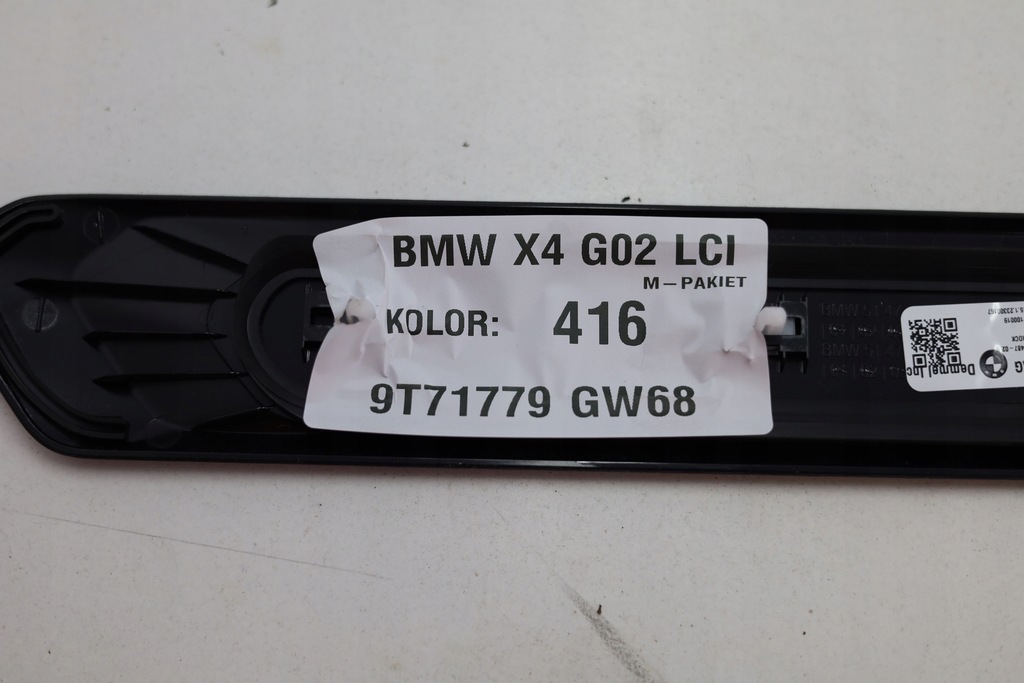 BMW X4 G02 LCI
M-PAKIET
KOLOR: 416
9T71779 GW68